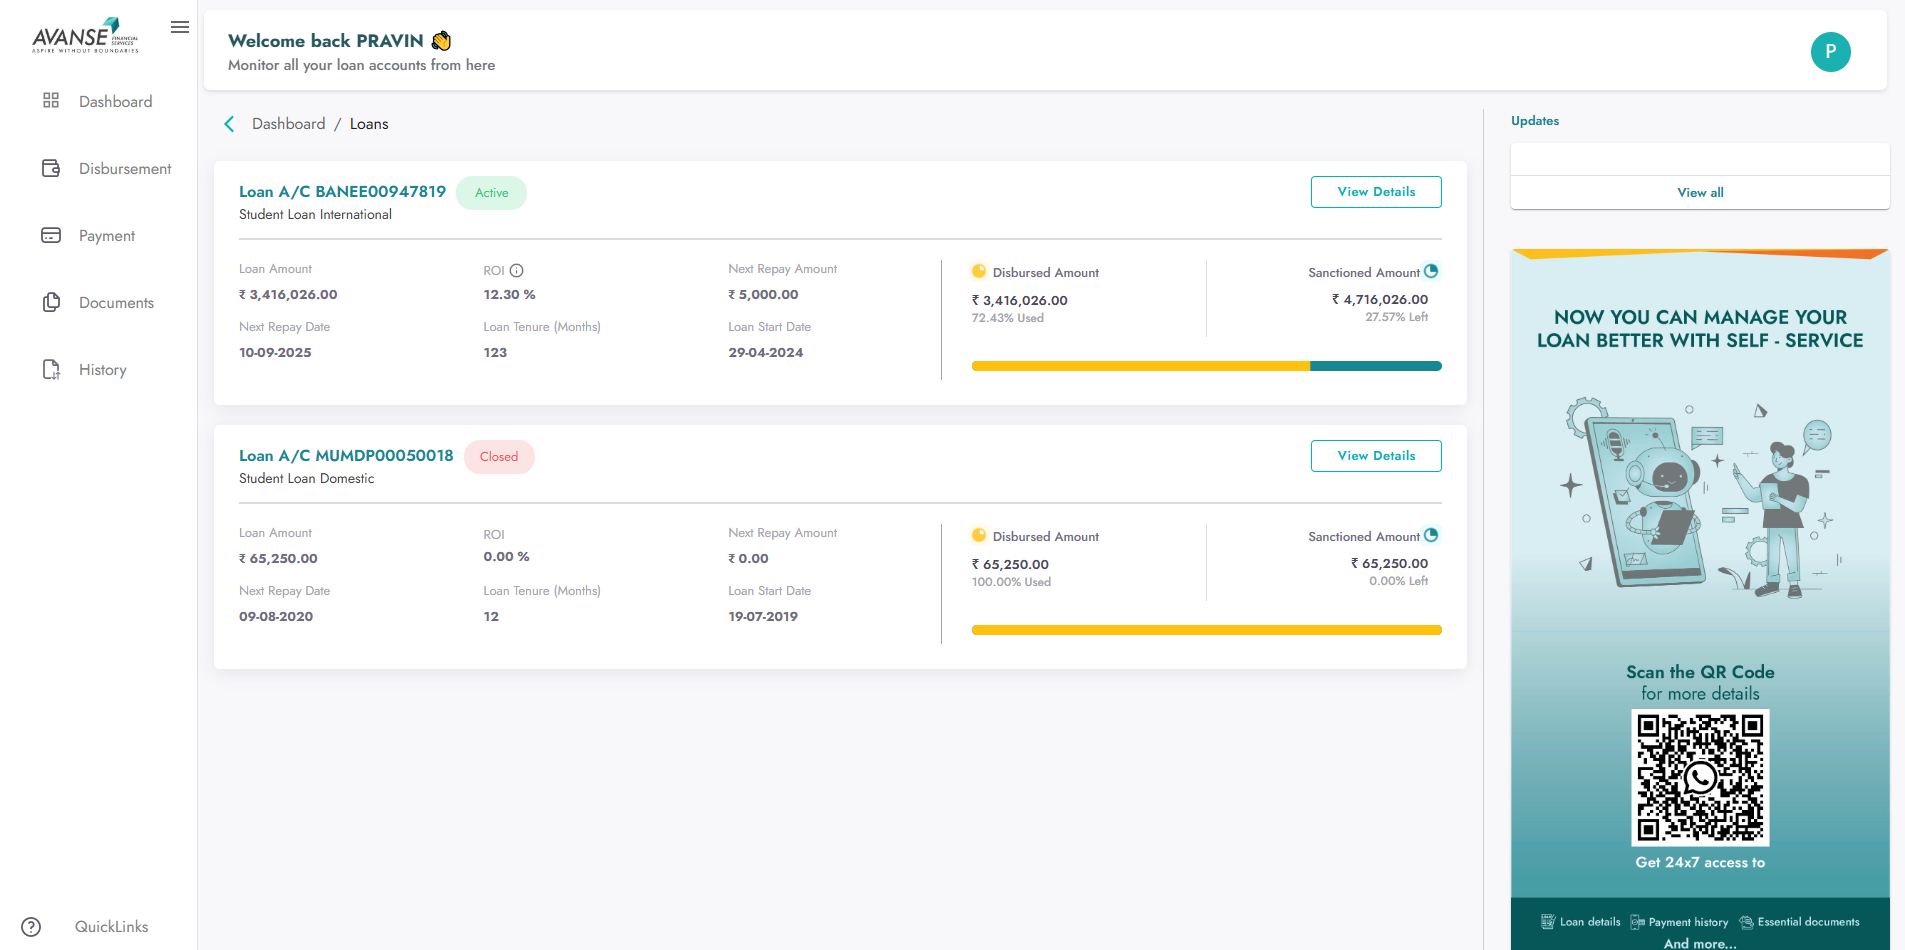 AVANSE FINANCIAL SERVICES
ASPIRE WITHOUT BOUNDARIES
Dashboard
Disbursement
Payment
Documents
History
QuickLinks
Welcome back PRAVIN 👋
Monitor all your loan accounts from here
P
Dashboard / Loans
Loan A/C BANEE00947819 Active
Student Loan International
View Details
Loan Amount
₹ 3,416,026.00
ROI
12.30 %
Next Repay Amount
₹ 5,000.00
Next Repay Date
10-09-2025
Loan Tenure (Months)
123
Loan Start Date
29-04-2024
Disbursed Amount
₹ 3,416,026.00
72.43% Used
Sanctioned Amount
₹ 4,716,026.00
27.57% Left
Loan A/C MUMDP00050018 Closed
Student Loan Domestic
View Details
Loan Amount
₹ 65,250.00
ROI
0.00 %
Next Repay Amount
₹ 0.00
Next Repay Date
09-08-2020
Loan Tenure (Months)
12
Loan Start Date
19-07-2019
Disbursed Amount
₹ 65,250.00
100.00% Used
Sanctioned Amount
₹ 65,250.00
0.00% Left
Updates
View all
NOW YOU CAN MANAGE YOUR
LOAN BETTER WITH SELF - SERVICE
Scan the QR Code
for more details
Get 24x7 access to
Loan details Payment history Essential documents
And more...